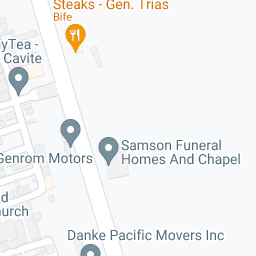 Steaks - Gen. Trias
Bife
yTea -
Cavite
Samson Funeral
Homes And Chapel
Genrom Motors
d
hurch
Danke Pacific Movers Inc